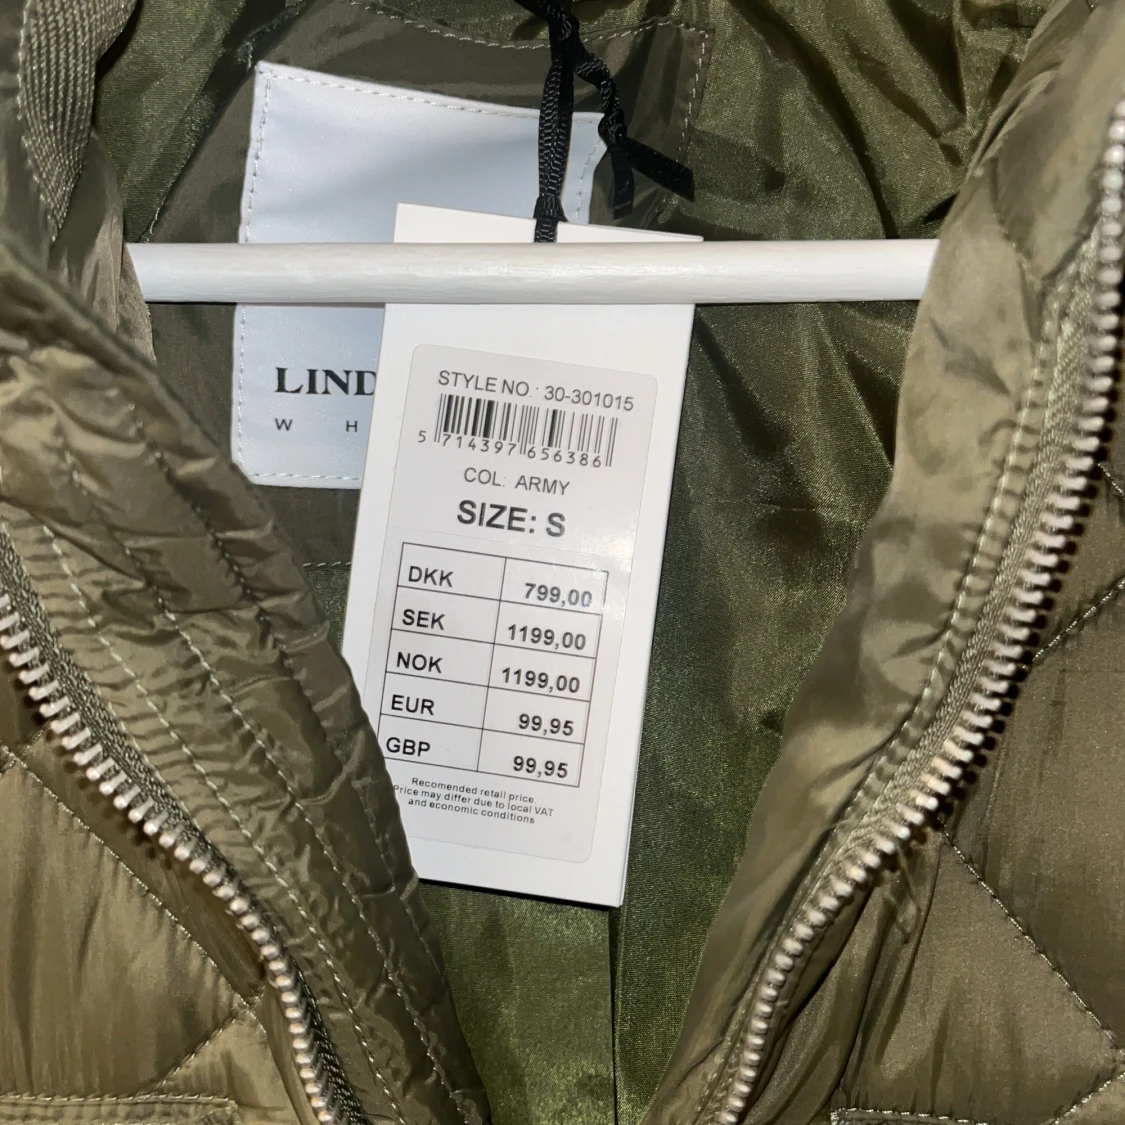 LIND
W H
STYLE NO.: 30-301015
5 714397 656386
COL: ARMY
SIZE: S
DKK 799,00
SEK 1199,00
NOK 1199,00
EUR 99,95
GBP 99,95
Recomended retail price.
Price may differ due to local VAT
and economic conditions